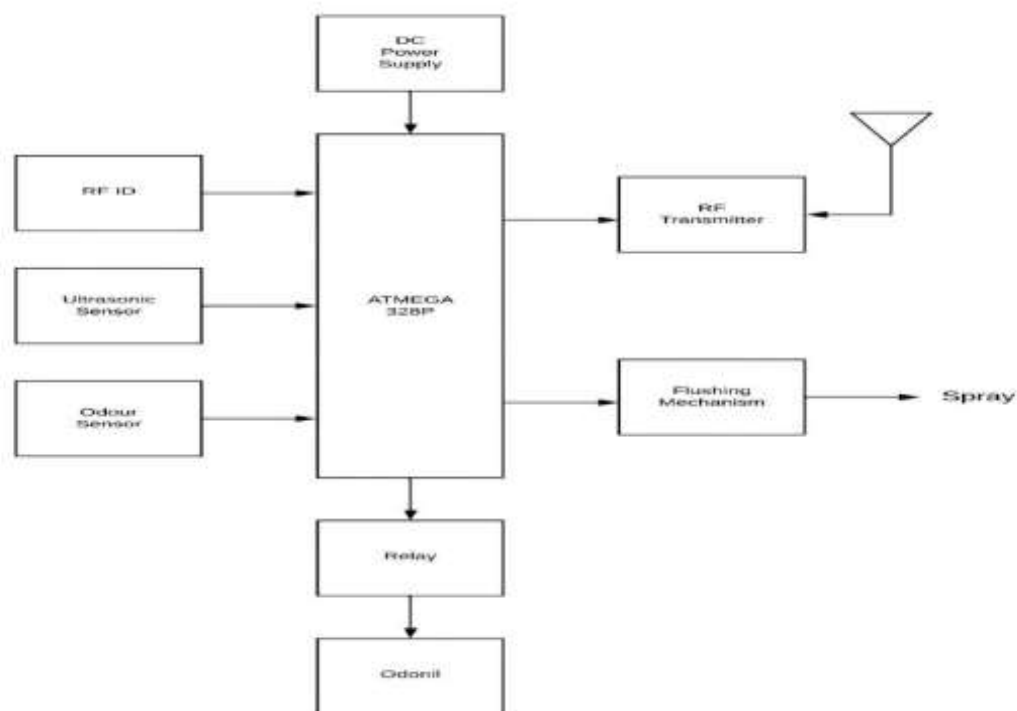 DC
Power
Supply
RF ID
RF
Transmitter
Ultrasonic
Sensor
ATMEGA
328P
Odour
Sensor
Flushing
Mechanism
Spray
Relay
Odonil